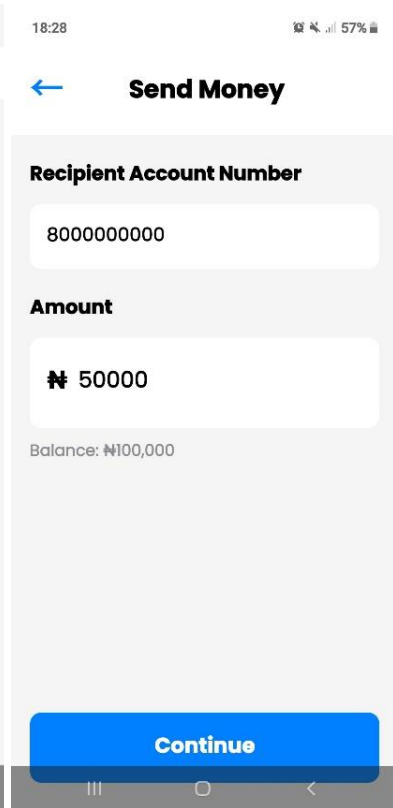 18:28
57%
Send Money
Recipient Account Number
8000000000
Amount
₦ 50000
Balance: ₦100,000
Continue